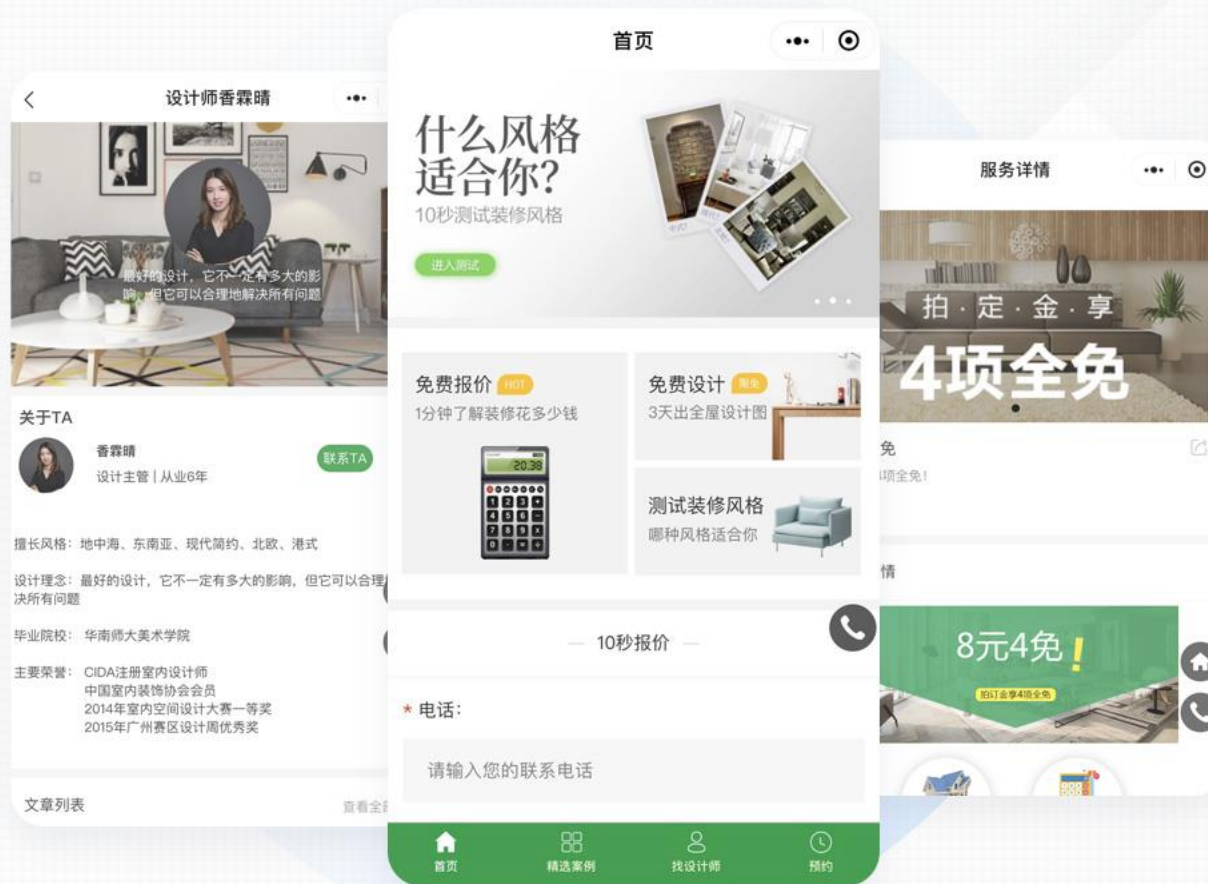 设计师香霖晴
最好的设计，它不一定有多大的影
响，但它可以合理地解决所有问题
关于TA
香霖晴
设计主管 | 从业6年
联系TA
擅长风格：地中海、东南亚、现代简约、北欧、港式
设计理念：最好的设计，它不一定有多大的影响，但它可以合理
决所有问题
毕业院校：华南师大美术学院
主要荣誉：CIDA注册室内设计师
中国室内装饰协会会员
2014年室内空间设计大赛一等奖
2015年广州赛区设计周优秀奖
文章列表
查看全
首页
什么风格
适合你？
10秒测试装修风格
进入测试
免费报价 HOT
1分钟了解装修花多少钱
20.38
免费设计 限免
3天出全屋设计图
测试装修风格
哪种风格适合你
10秒报价
* 电话：
请输入您的联系电话
首页
精选案例
找设计师
预约
服务详情
拍·定·金·享
4项全免
免
项全免！
情
8元4免！
拍订金享4项全免